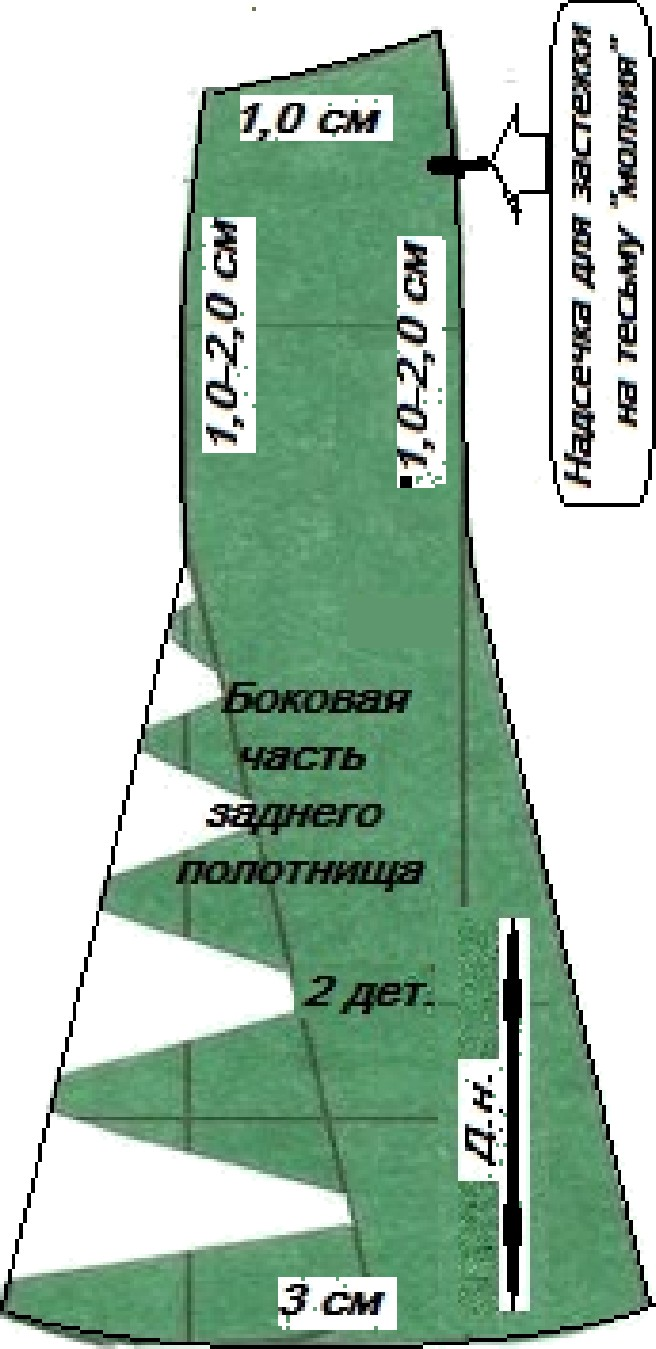 1,0 см
Надсечка для застежки
на тесьму "молния"
1,0-2,0 см
1,0-2,0 см
Боковая
часть
заднего
полотнища
2 дет.
Д.н.
3 см